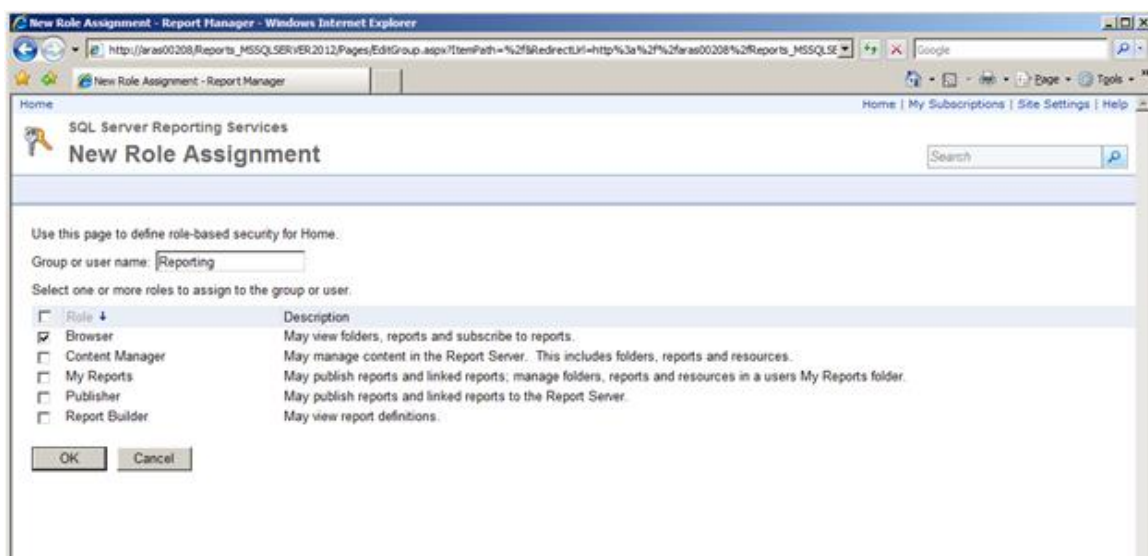 New Role Assignment - Report Manager - Windows Internet Explorer
http://aras00208/Reports_MSSQLSERVER2012/Pages/EditGroup.aspx?ItemPath=%2f&RedirectUrl=http%3a%2f%2faras00208%2fReports_MSSQLSE
Google
New Role Assignment - Report Manager
Page
Tools
Home
Home | My Subscriptions | Site Settings | Help
SQL Server Reporting Services
New Role Assignment
Search
Use this page to define role-based security for Home.
Group or user name: Reporting
Select one or more roles to assign to the group or user.
Role Description
Browser May view folders, reports and subscribe to reports.
Content Manager May manage content in the Report Server. This includes folders, reports and resources.
My Reports May publish reports and linked reports; manage folders, reports and resources in a users My Reports folder.
Publisher May publish reports and linked reports to the Report Server.
Report Builder May view report definitions.
OK Cancel